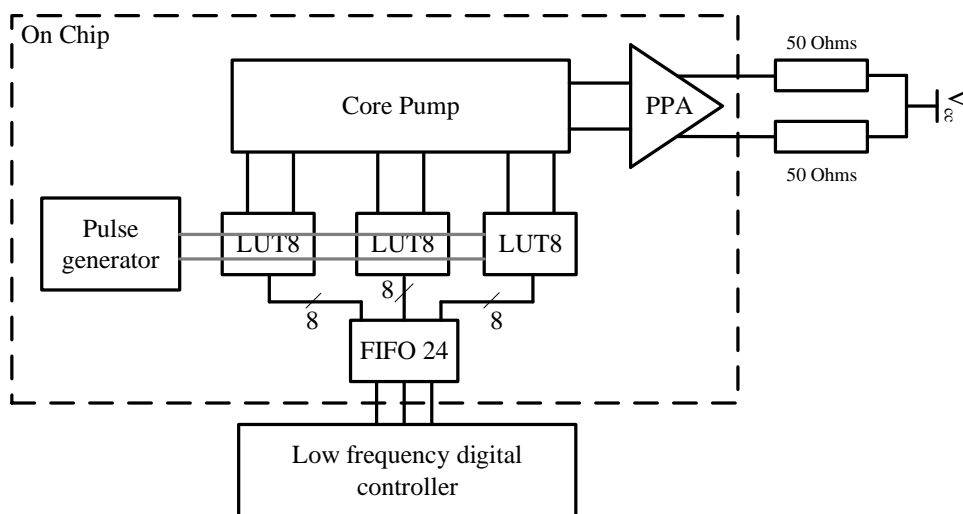 On Chip
50 Ohms
Core Pump
PPA
V
cc
50 Ohms
Pulse
generator
LUT8
LUT8
LUT8
8
8
8
FIFO 24
Low frequency digital
controller